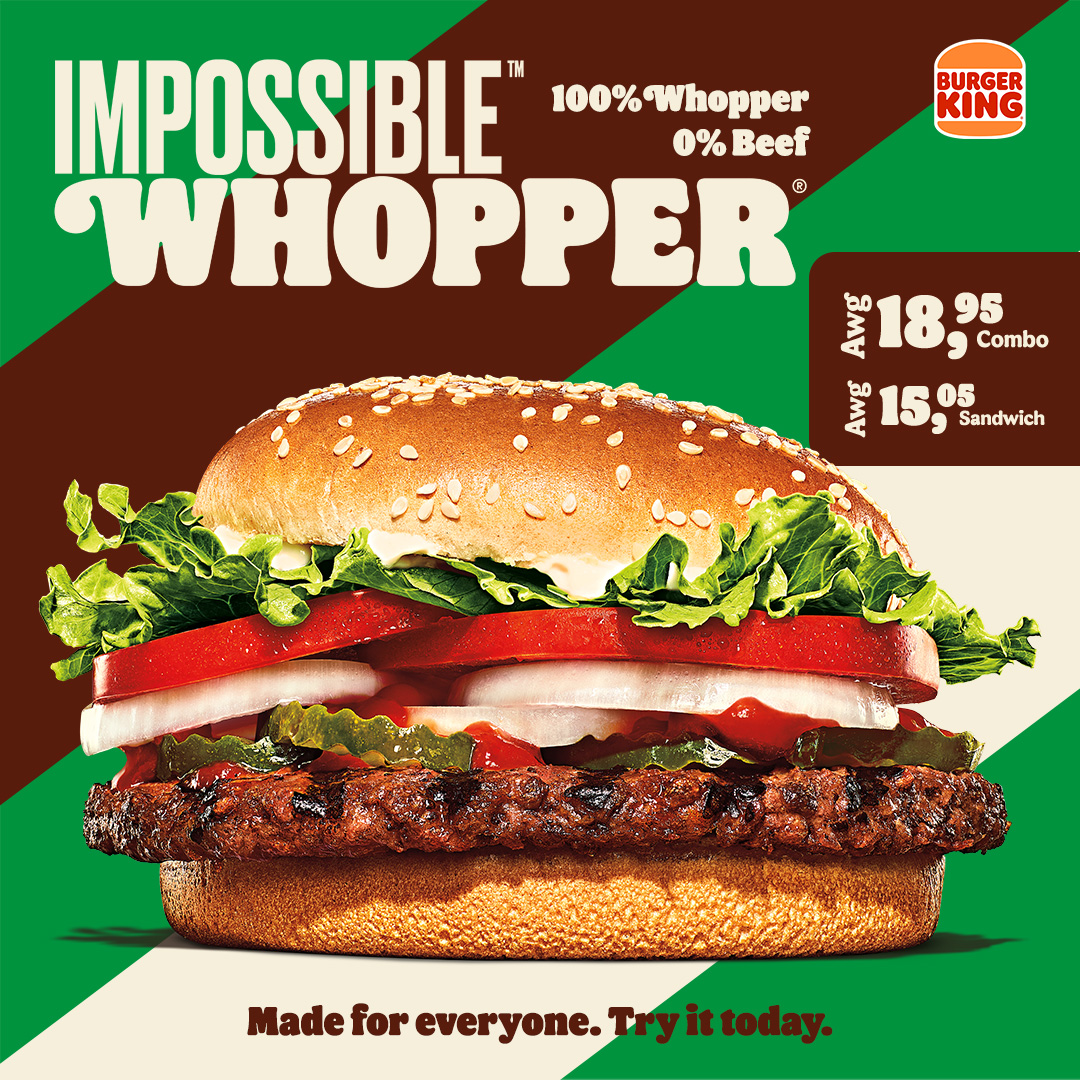 IMPOSSIBLE™
100% Whopper
0% Beef
WHOPPER®
BURGER
KING
Awg 18,95 Combo
Awg 15,05 Sandwich
Made for everyone. Try it today.